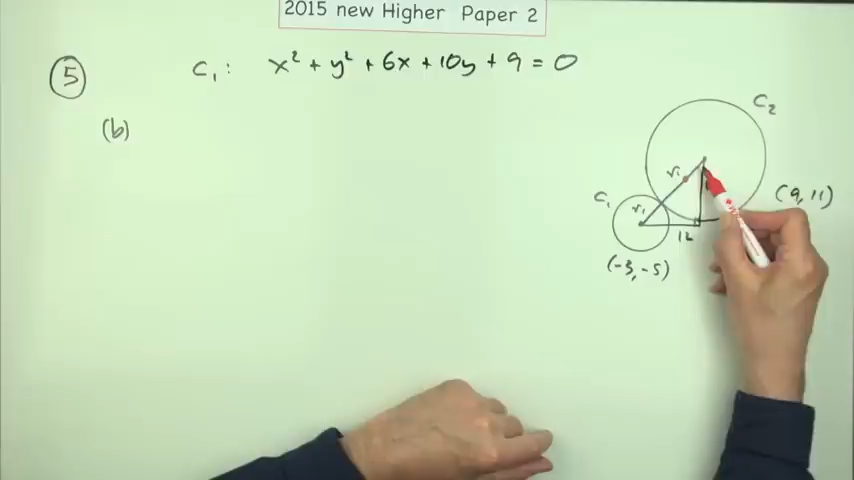 2015 new Higher Paper 2
5
C₁: x² + y² + 6x + 10y + 9 = 0
(b)
C₂
(9, 11)
C₁
r₁
12
(-3, -5)